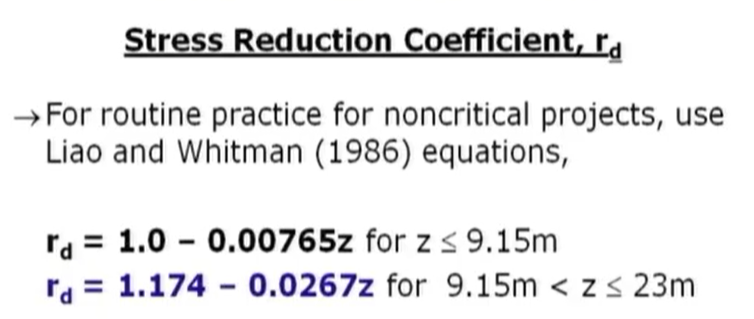 Stress Reduction Coefficient, rd
→ For routine practice for noncritical projects, use
Liao and Whitman (1986) equations,
rd = 1.0 – 0.00765z for z ≤ 9.15m
rd = 1.174 – 0.0267z for 9.15m < z ≤ 23m